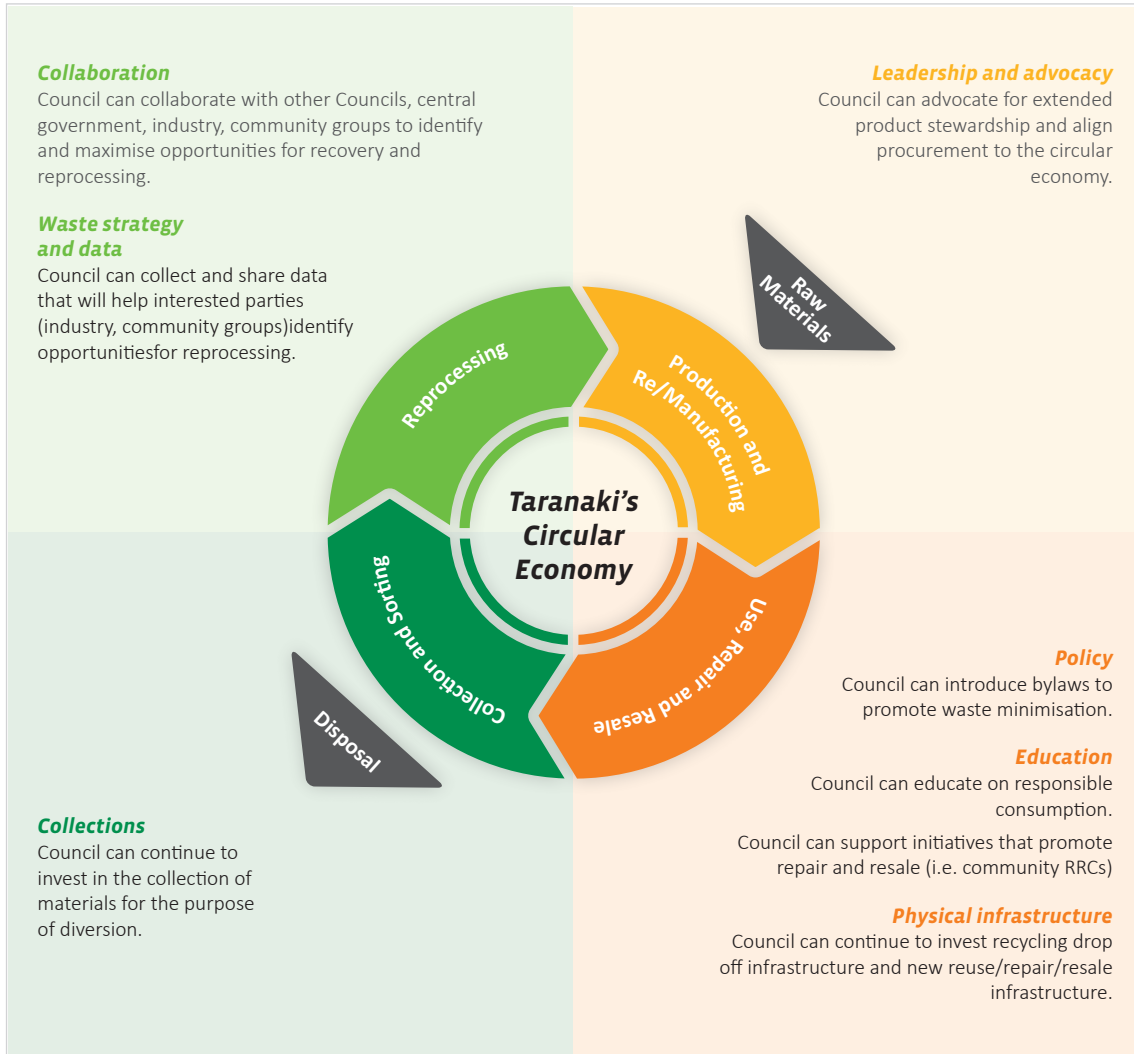 Collaboration
Council can collaborate with other Councils, central
government, industry, community groups to identify
and maximise opportunities for recovery and
reprocessing.
Waste strategy
and data
Council can collect and share data
that will help interested parties
(industry, community groups)identify
opportunitiesfor reprocessing.
Leadership and advocacy
Council can advocate for extended
product stewardship and align
procurement to the circular
economy.
Raw
Materials
Reprocessing
Production and
Re/Manufacturing
Taranaki's
Circular
Economy
Collection and Sorting
Use, Repair and Resale
Disposal
Collections
Council can continue to
invest in the collection of
materials for the purpose
of diversion.
Policy
Council can introduce bylaws to
promote waste minimisation.
Education
Council can educate on responsible
consumption.
Council can support initiatives that promote
repair and resale (i.e. community RRCs)
Physical infrastructure
Council can continue to invest recycling drop
off infrastructure and new reuse/repair/resale
infrastructure.